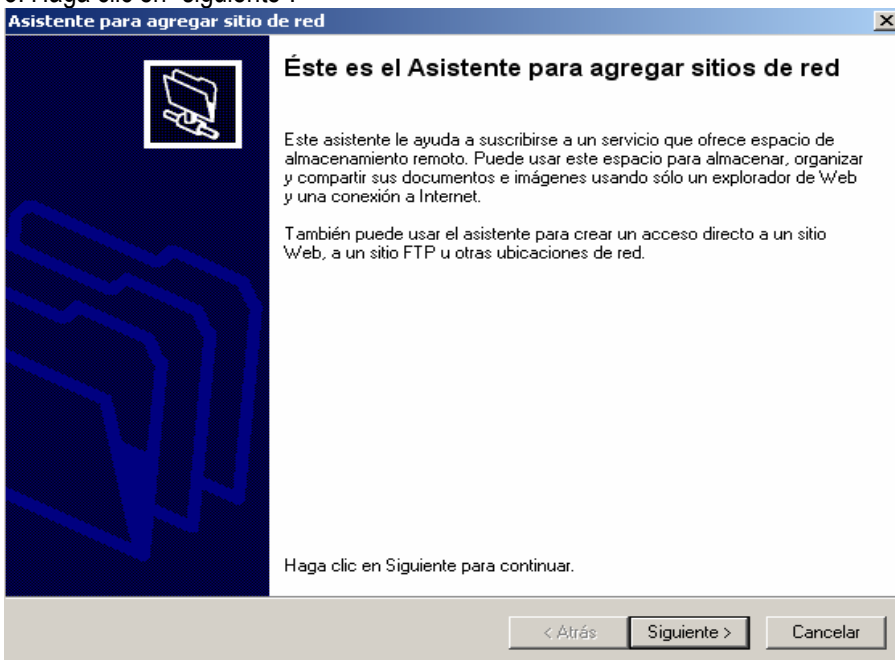 Asistente para agregar sitio de red
Éste es el Asistente para agregar sitios de red
Este asistente le ayuda a suscribirse a un servicio que ofrece espacio de
almacenamiento remoto. Puede usar este espacio para almacenar, organizar
y compartir sus documentos e imágenes usando sólo un explorador de Web
y una conexión a Internet.
También puede usar el asistente para crear un acceso directo a un sitio
Web, a un sitio FTP u otras ubicaciones de red.
Haga clic en Siguiente para continuar.
< Atrás
Siguiente >
Cancelar